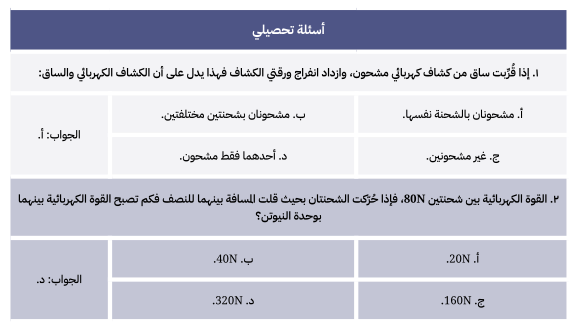 أسئلة تحصيلي
١. إذا قُرّبت ساق من كشاف كهربائي مشحون، وازداد انفراج ورقتي الكشاف فهذا يدل على أن الكشاف الكهربائي والساق:
أ. مشحونان بالشحنة نفسها.
ب. مشحونان بشحنتين مختلفتين.
الجواب: أ.
ج. غير مشحونين.
د. أحدهما فقط مشحون.
٢. القوة الكهربائية بين شحنتين 80N، فإذا حُرّكت الشحنتان بحيث قلت المسافة بينهما للنصف فكم تصبح القوة الكهربائية بينهما
بوحدة النيوتن؟
أ. 20N.
ب. 40N.
الجواب: د.
ج. 160N.
د. 320N.